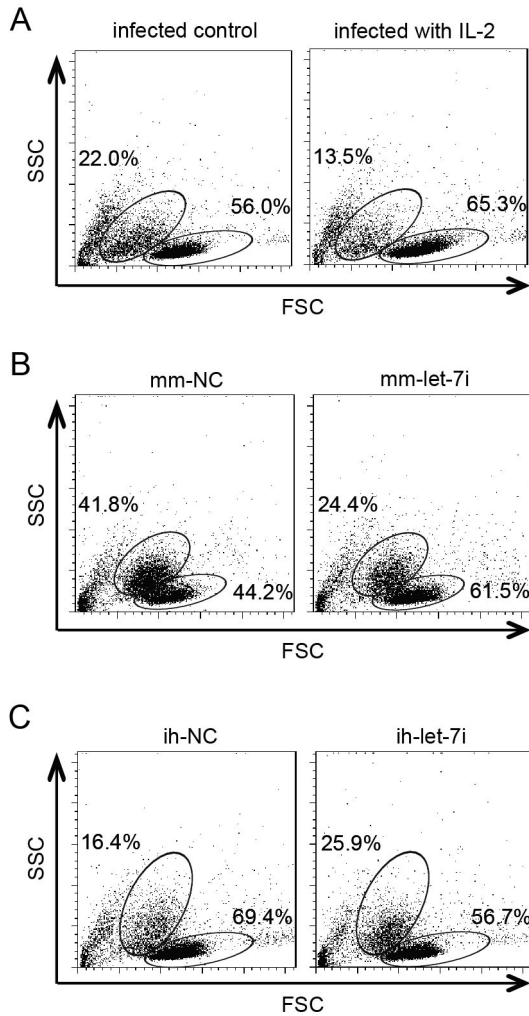 A
infected control
infected with IL-2
SSC
22.0%
56.0%
13.5%
65.3%
FSC
B
mm-NC
mm-let-7i
SSC
41.8%
44.2%
24.4%
61.5%
FSC
C
ih-NC
ih-let-7i
SSC
16.4%
69.4%
25.9%
56.7%
FSC